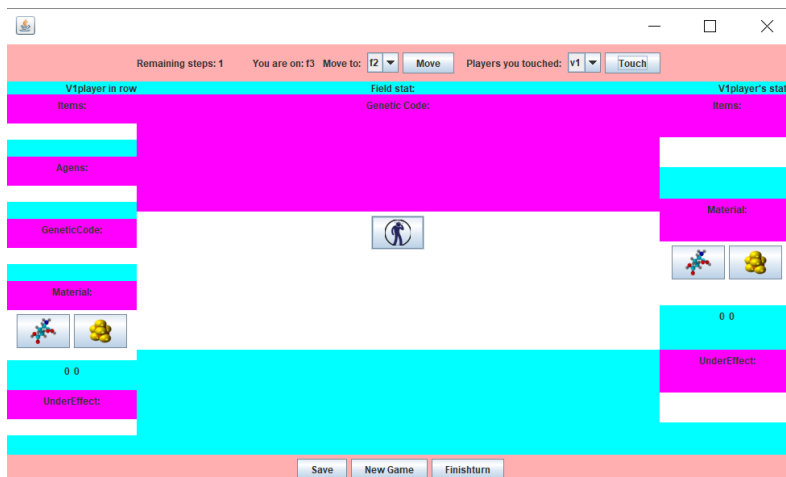 Remaining steps: 1 You are on: f3 Move to: f2 Move Players you touched: v1 Touch
V1player in row Field stat: V1player's stat
Items: Genetic Code: Items:
Agens:
Material:
GeneticCode:
Material:
0 0
UnderEffect:
0 0
UnderEffect:
Save New Game Finishturn